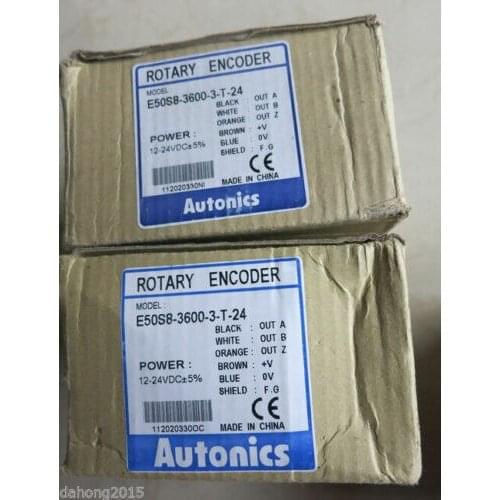 ROTARY ENCODER
MODEL
E50S8-3600-3-T-24
BLACK : OUT A
WHITE : OUT B
ORANGE : OUT Z
POWER : BROWN : +V
12-24VDC±5% BLUE : 0V
SHIELD : F.G
112020330NI
MADE IN CHINA
Autonics
ROTARY ENCODER
MODEL :
E50S8-3600-3-T-24
BLACK : OUT A
WHITE : OUT B
ORANGE : OUT Z
POWER : BROWN : +V
12-24VDC±5% BLUE : 0V
SHIELD : F.G
112020330OC
MADE IN CHINA
Autonics
dahong2015